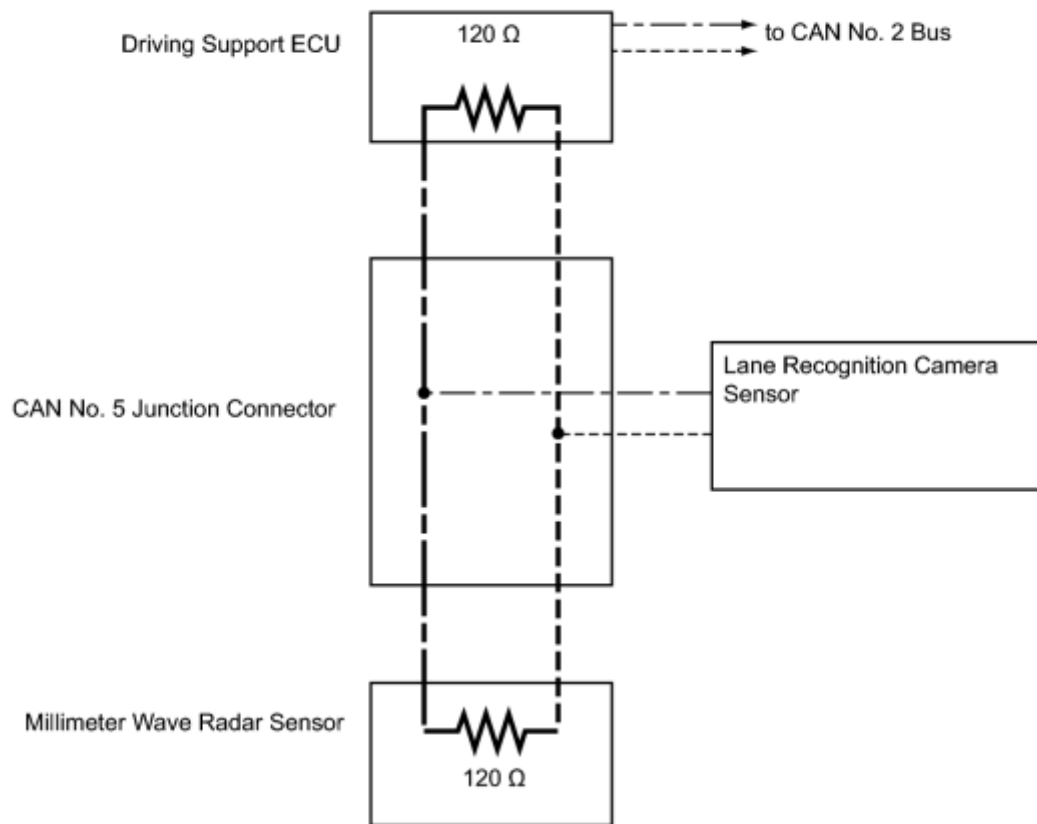 Driving Support ECU
120 Ω
to CAN No. 2 Bus
CAN No. 5 Junction Connector
Lane Recognition Camera
Sensor
Millimeter Wave Radar Sensor
120 Ω